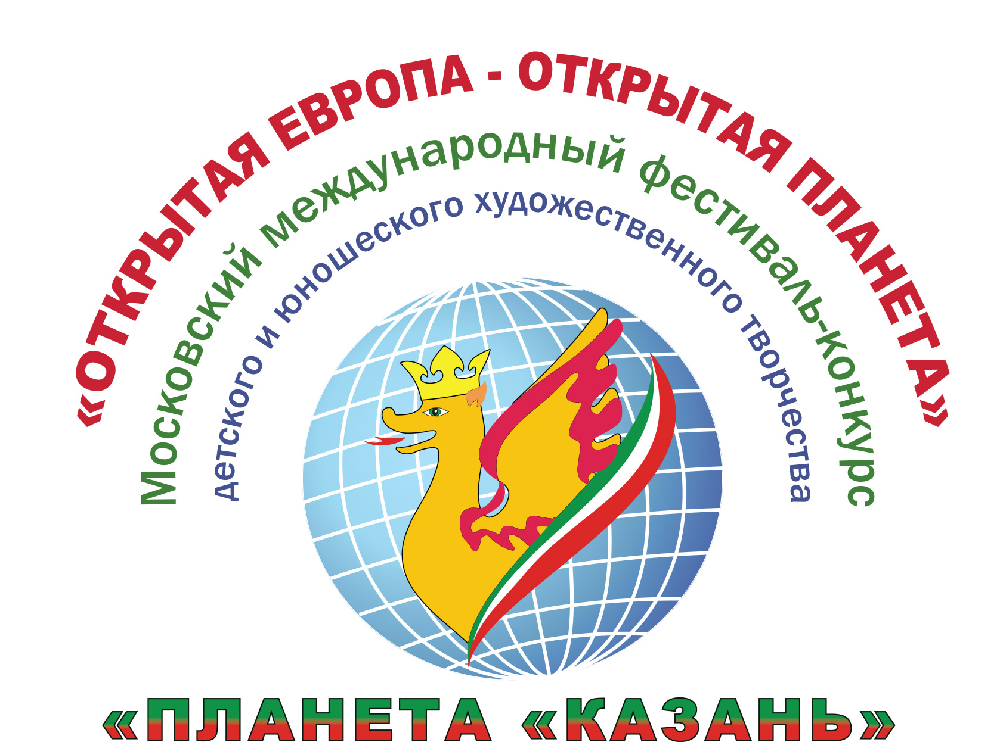 «ОТКРЫТАЯ ЕВРОПА - ОТКРЫТАЯ ПЛАНЕТА»
Московский международный фестиваль-конкурс
детского и юношеского художественного творчества
«ПЛАНЕТА «КАЗАНЬ»